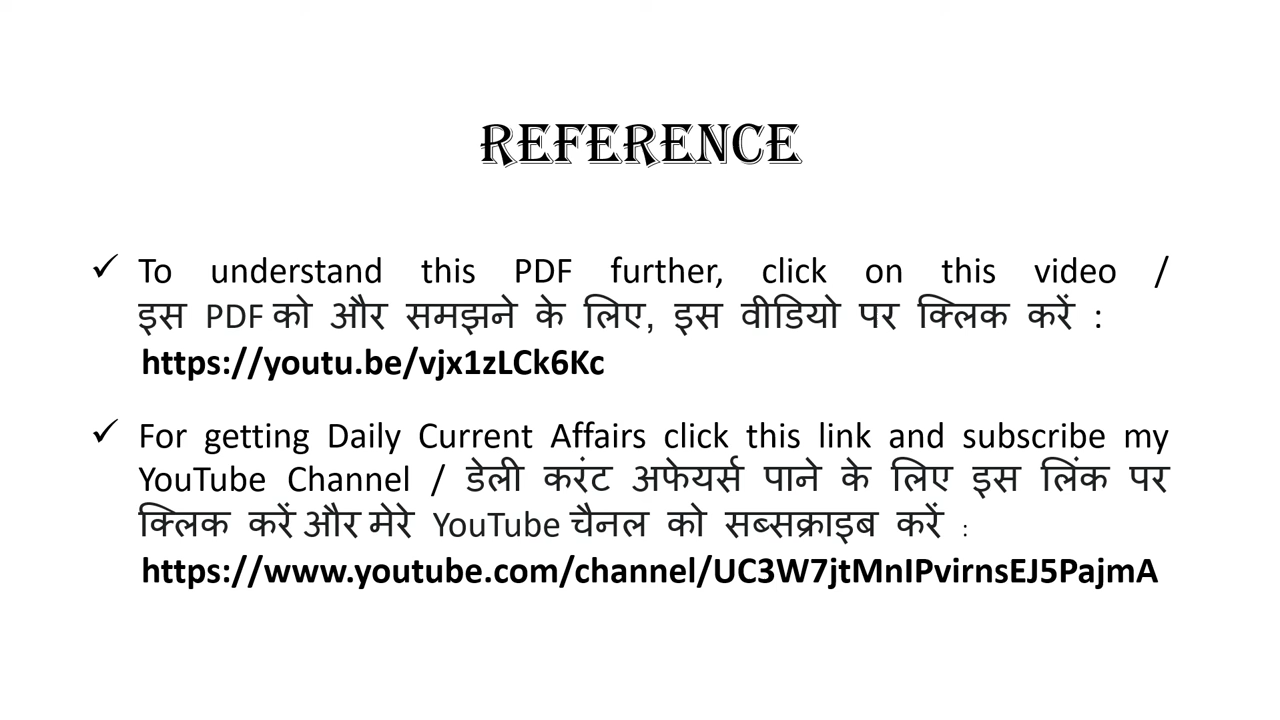 REFERENCE
✓ To understand this PDF further, click on this video /
इस PDF को और समझने के लिए, इस वीडियो पर क्लिक करें :
https://youtu.be/vjx1zLCk6Kc
✓ For getting Daily Current Affairs click this link and subscribe my
YouTube Channel / डेली करंट अफेयर्स पाने के लिए इस लिंक पर
क्लिक करें और मेरे YouTube चैनल को सब्सक्राइब करें :
https://www.youtube.com/channel/UC3W7jtMnIPvirnsEJ5PajmA